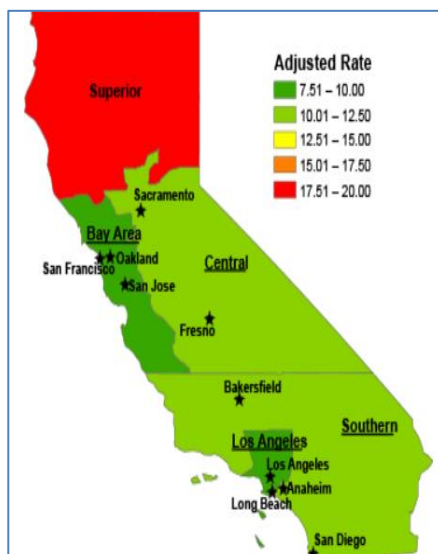 Adjusted Rate
7.51 – 10.00
10.01 – 12.50
12.51 – 15.00
15.01 – 17.50
17.51 – 20.00
Superior
Sacramento
Bay Area
San Francisco
Oakland
San Jose
Central
Fresno
Bakersfield
Southern
Los Angeles
Los Angeles
Anaheim
Long Beach
San Diego